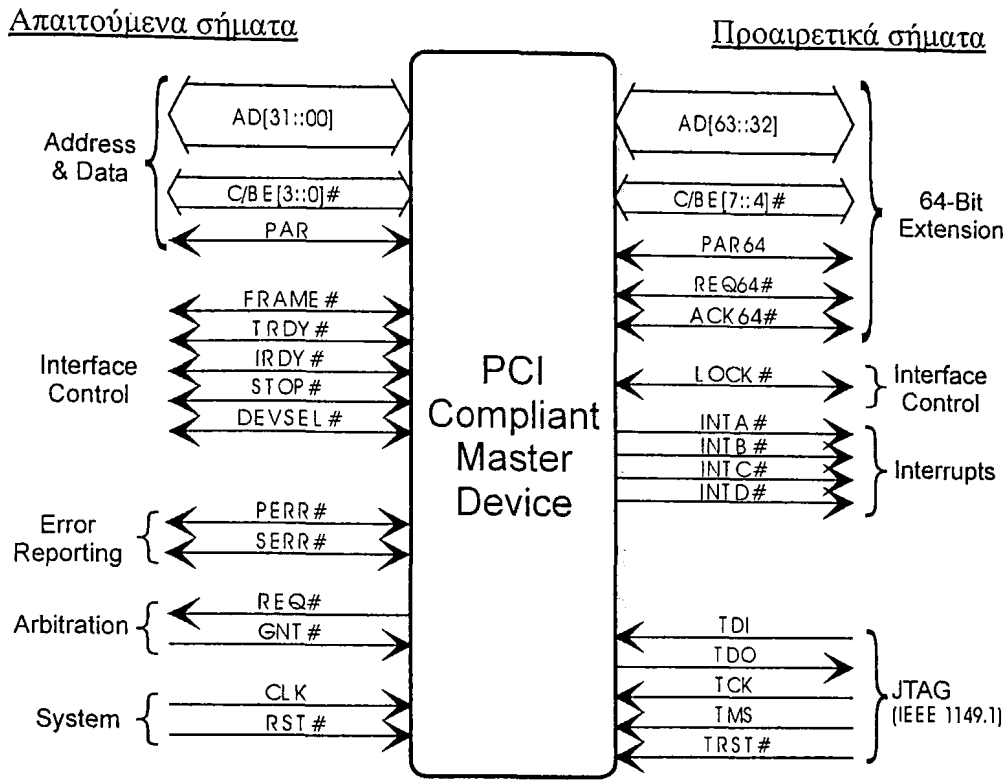 Απαιτούμενα σήματα
Address
& Data
AD[31::00]
C/BE[3::0]#
PAR
Interface
Control
FRAME#
TRDY#
IRDY#
STOP#
DEVSEL#
Error
Reporting
PERR#
SERR#
Arbitration
REQ#
GNT#
System
CLK
RST#
PCI
Compliant
Master
Device
Προαιρετικά σήματα
AD[63::32]
C/BE[7::4]#
PAR64
REQ64#
ACK64#
64-Bit
Extension
LOCK#
Interface
Control
INTA#
INTB#
INTC#
INTD#
Interrupts
TDI
TDO
TCK
TMS
TRST#
JTAG
(IEEE 1149.1)